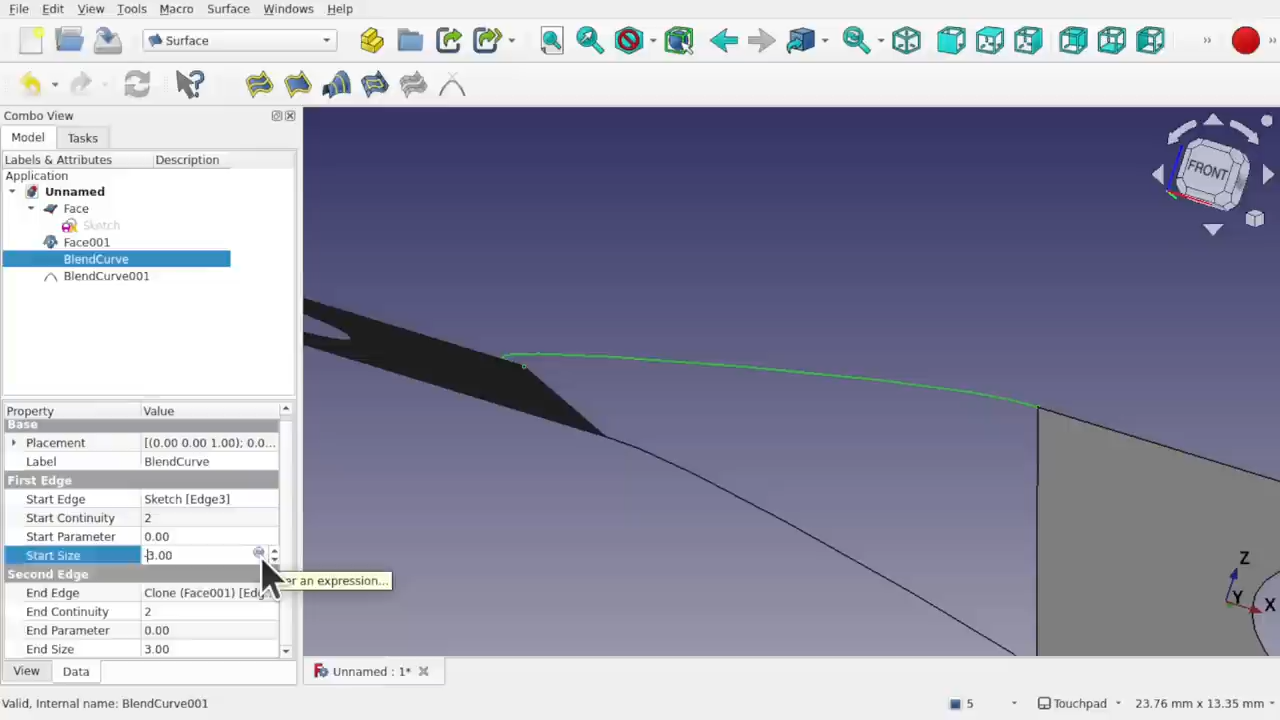 File Edit View Tools Macro Surface Windows Help
Surface
Combo View
Model Tasks
Labels & Attributes Description
Application
Unnamed
Face
Sketch
Face001
BlendCurve
BlendCurve001
FRONT
Property Value
Base
Placement [(0.00 0.00 1.00); 0.0...
Label BlendCurve
First Edge
Start Edge Sketch [Edge3]
Start Continuity 2
Start Parameter 0.00
Start Size -3.00
er an expression...
Second Edge
End Edge Clone (Face001) [Edg
End Continuity 2
End Parameter 0.00
End Size 3.00
Z
Y
X
View Data
Unnamed : 1*
Valid, Internal name: BlendCurve001
5
Touchpad
23.76 mm x 13.35 mm